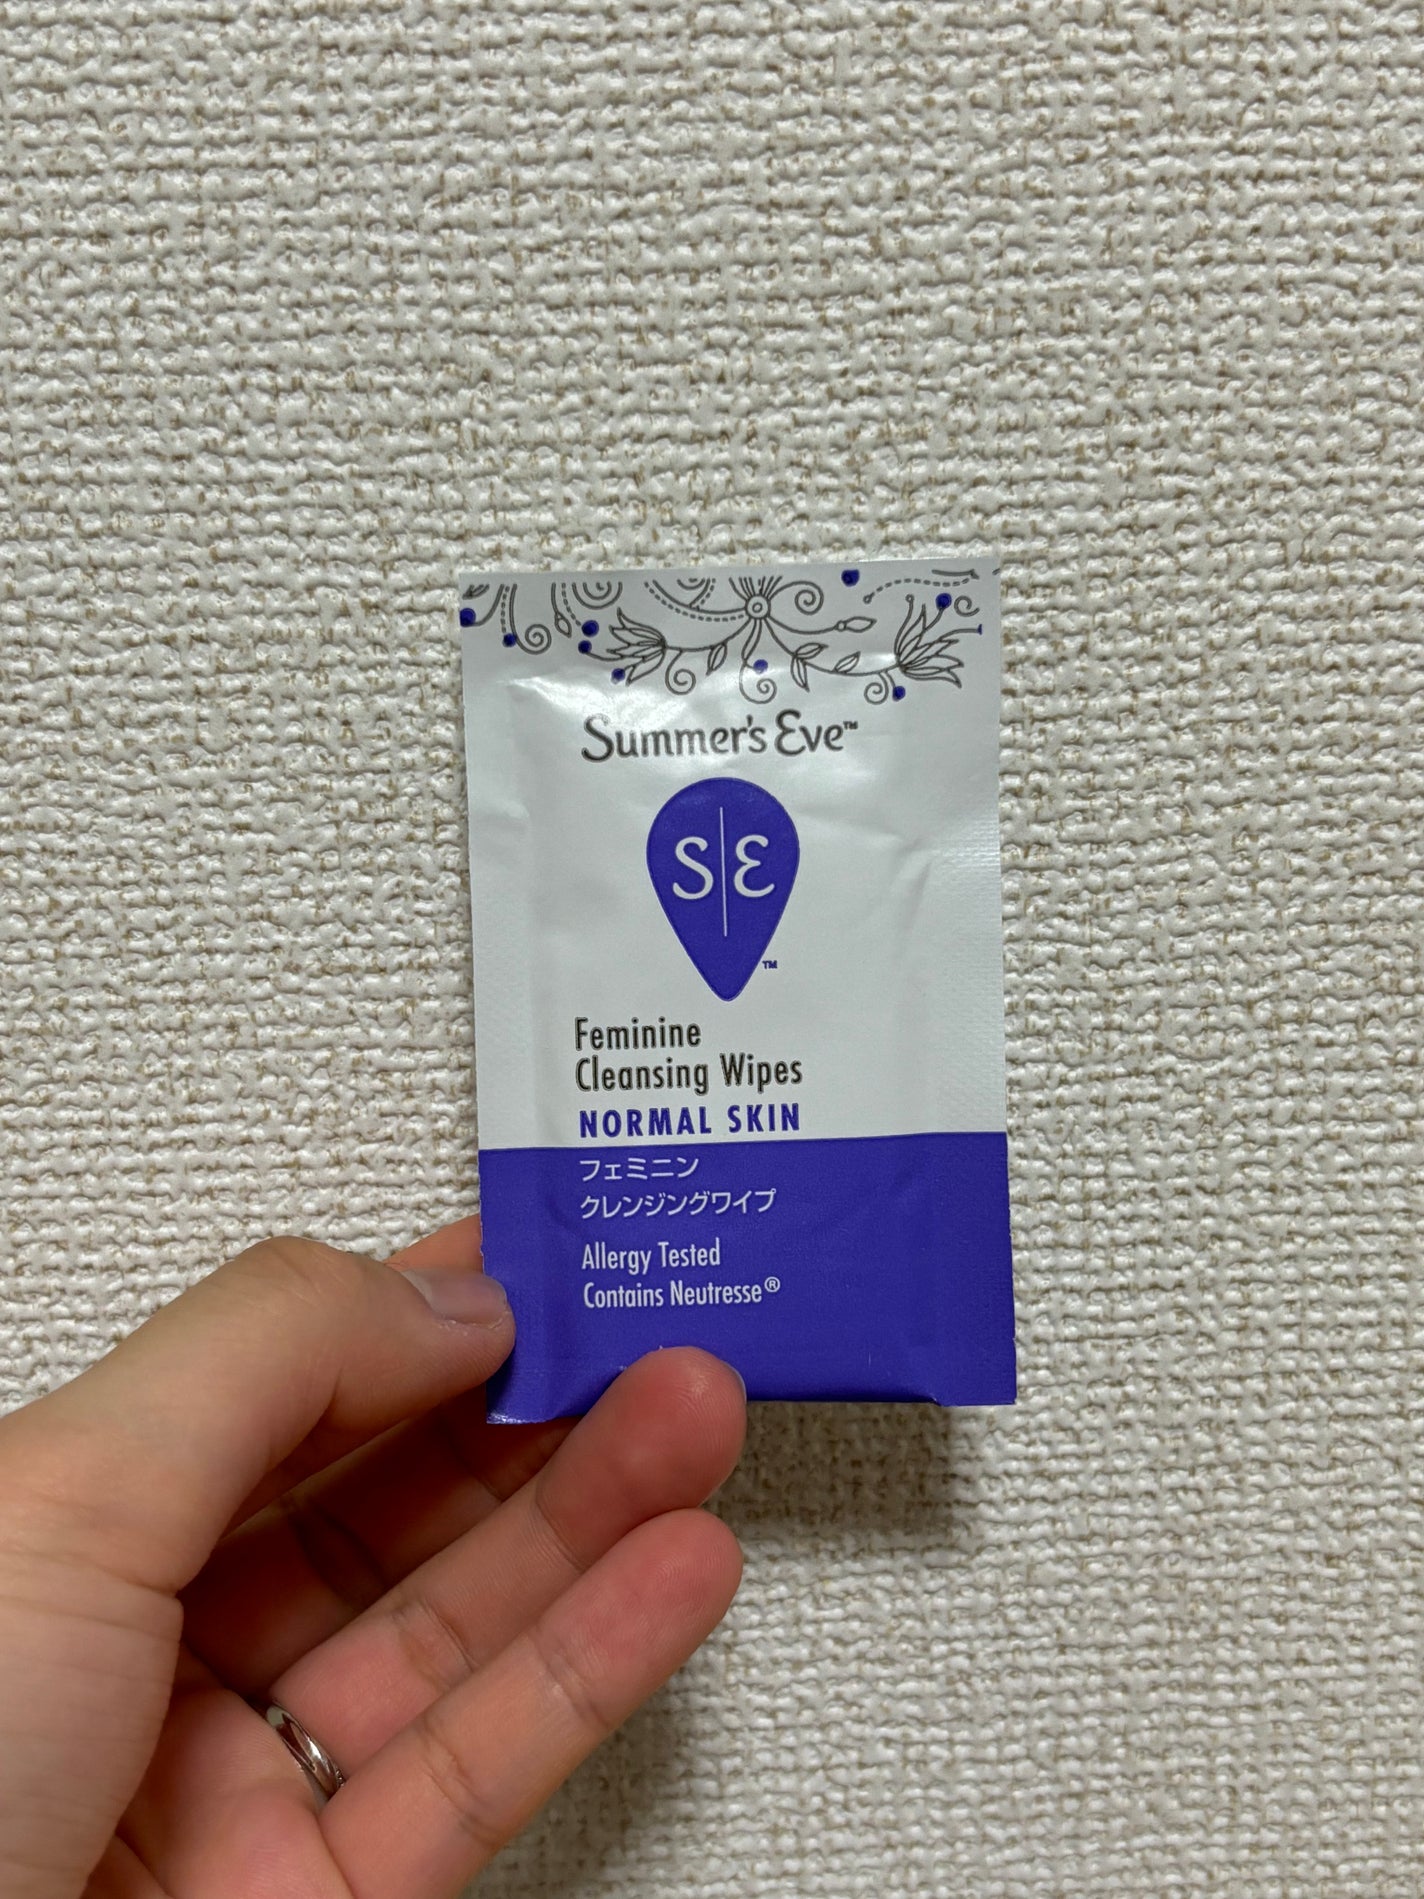 Summer's Eve™
S|E
™
Feminine
Cleansing Wipes
NORMAL SKIN
フェミニン
クレンジングワイプ
Allergy Tested
Contains Neutresse®